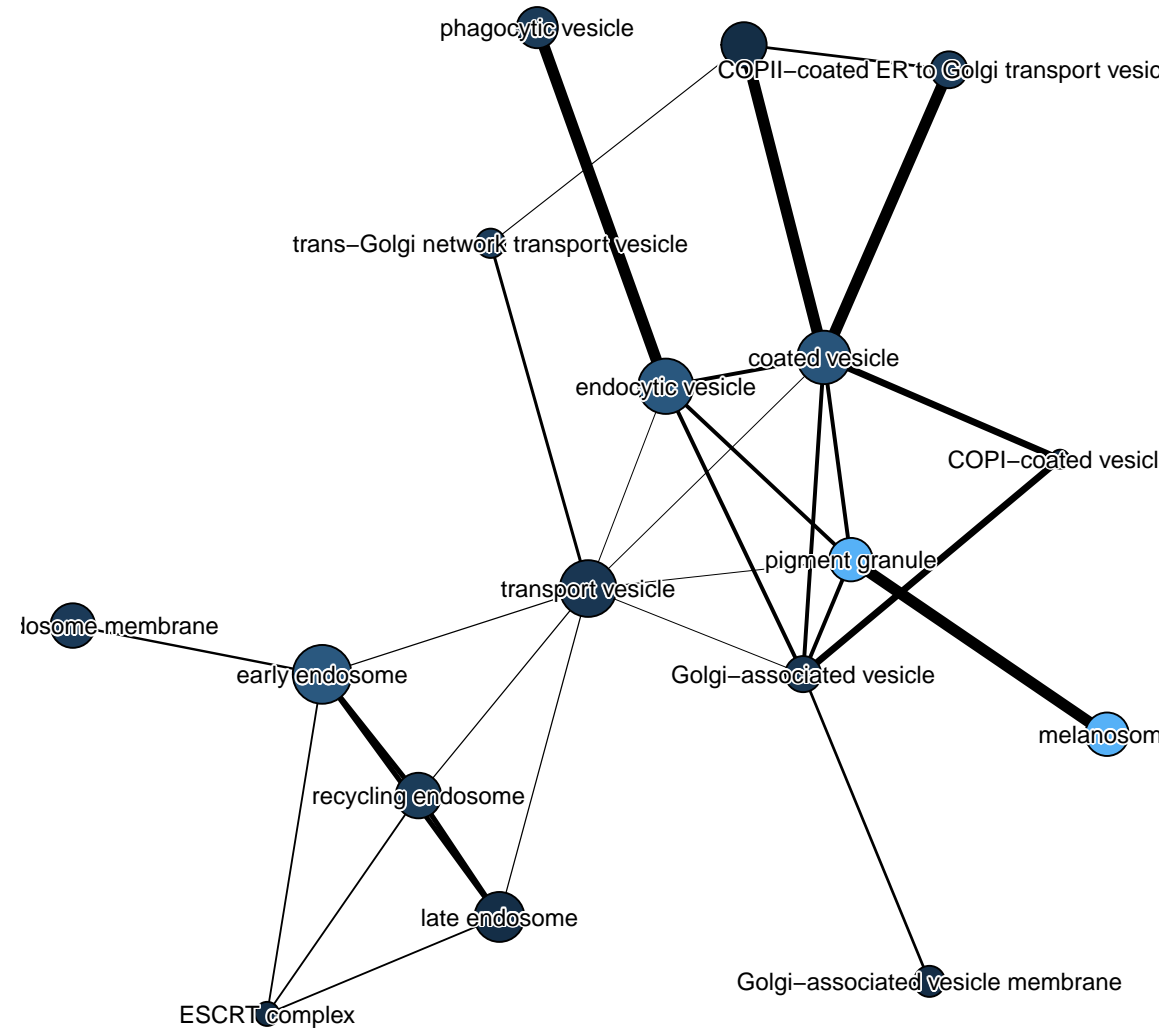 phagocytic vesicle
COPII−coated ER to Golgi transport vesic
trans−Golgi network transport vesicle
coated vesicle
endocytic vesicle
COPI−coated vesicl
pigment granule
transport vesicle
dosome membrane
early endosome
Golgi−associated vesicle
melanosom
recycling endosome
late endosome
Golgi−associated vesicle membrane
ESCRT complex